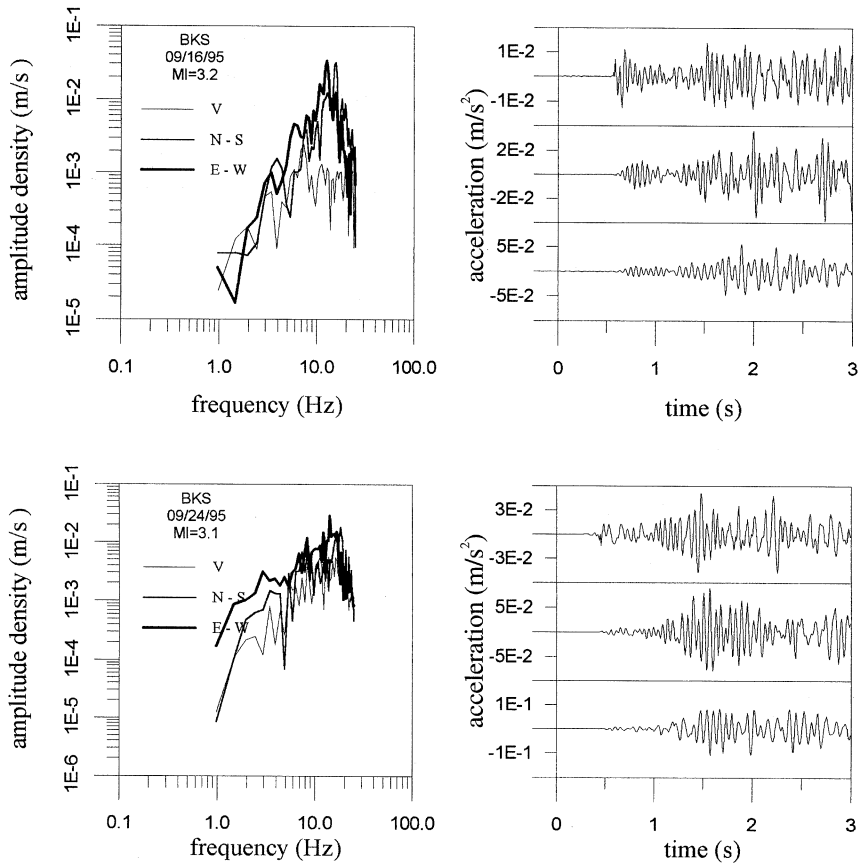 amplitude density (m/s)
1E-1
1E-2
1E-3
1E-4
1E-5
BKS
09/16/95
Ml=3.2
V
N - S
E - W
0.1 1.0 10.0 100.0
frequency (Hz)
acceleration (m/s²)
1E-2
-1E-2
2E-2
-2E-2
5E-2
-5E-2
0 1 2 3
time (s)
amplitude density (m/s)
1E-1
1E-2
1E-3
1E-4
1E-5
1E-6
BKS
09/24/95
Ml=3.1
V
N - S
E - W
0.1 1.0 10.0 100.0
frequency (Hz)
acceleration (m/s²)
3E-2
-3E-2
5E-2
-5E-2
1E-1
-1E-1
0 1 2 3
time (s)